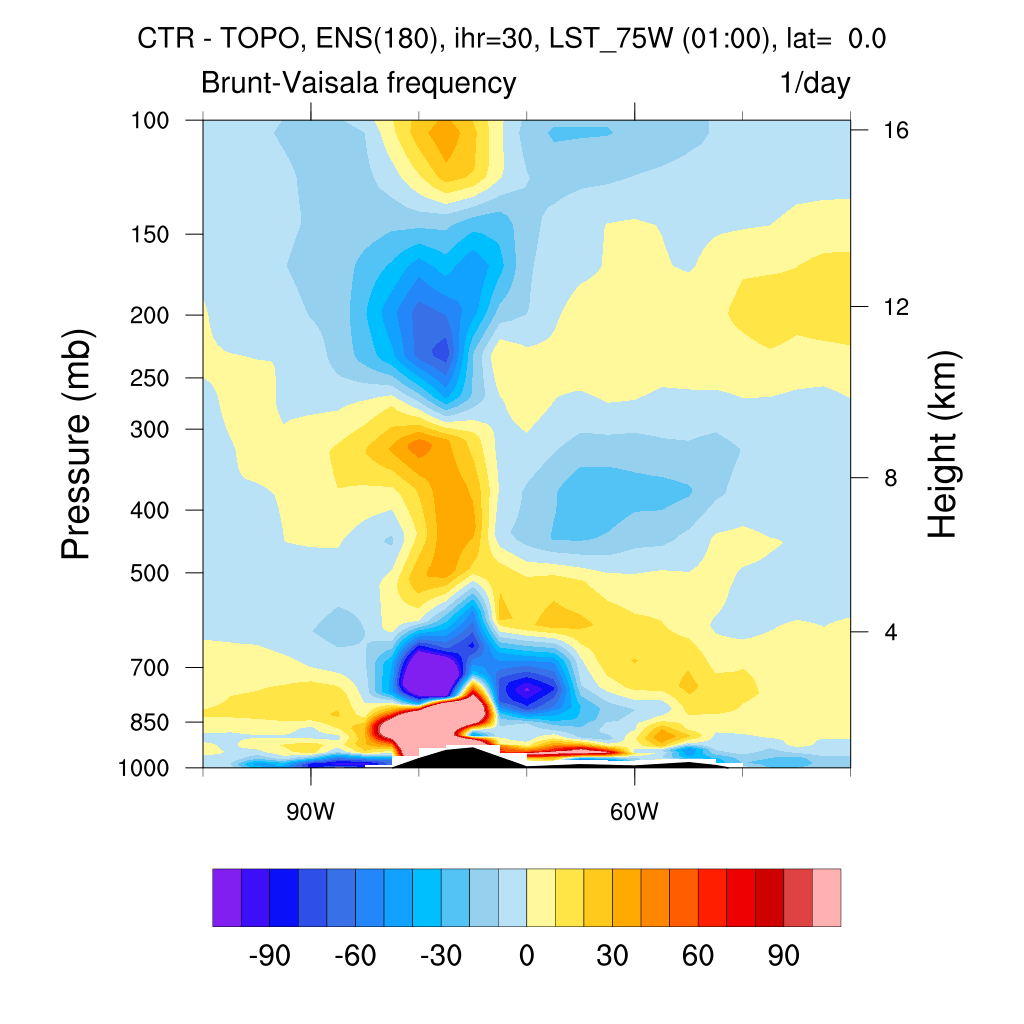 CTR - TOPO, ENS(180), ihr=30, LST_75W (01:00), lat= 0.0
Brunt-Vaisala frequency 1/day
100
150
200
250
300
400
500
700
850
1000
Pressure (mb)
16
12
8
4
Height (km)
90W 60W
-90 -60 -30 0 30 60 90